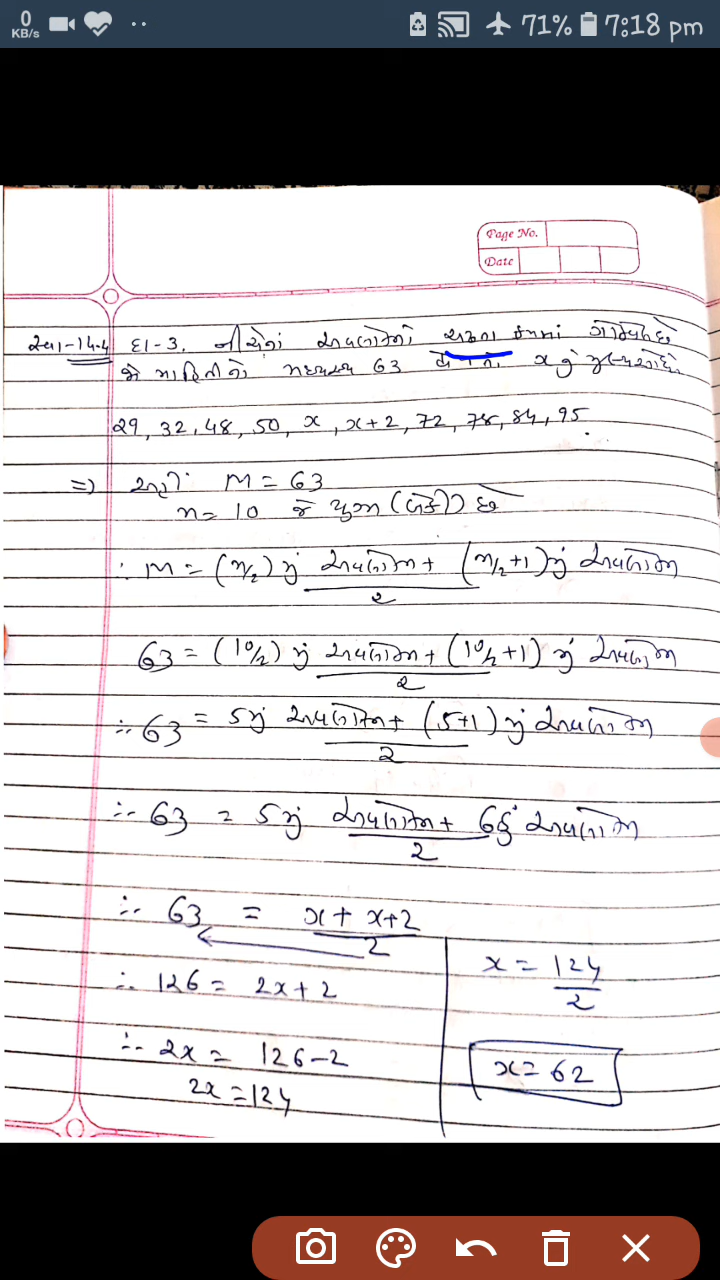 0 KB/s 71% 7:18 pm
Page No.
Date
સ્વા-14.4 દા-3. નીચેનાં અવલોકનો ચઢતા ક્રમમાં ગોઠવેલ છે
જો માહિતીનો મધ્યસ્થ 63 હોય તો x નું મૂલ્ય શોધો.
29, 32, 48, 50, x, x+2, 72, 78, 84, 95
=) અહીં M = 63
n = 10 જે યુગ્મ (બેકી) છે
∴ M = (n/2) નું અવલોકન + (n/2 +1) નું અવલોકન
2
63 = (10/2) નું અવલોકન + (10/2 +1) નું અવલોકન
2
∴ 63 = 5 નું અવલોકન + (5+1) નું અવલોકન
2
∴ 63 = 5 નું અવલોકન + 6 ઠ્ઠું અવલોકન
2
∴ 63 = x + x+2
2
∴ 126 = 2x + 2
∴ 2x = 126-2
2x = 124
x = 124
2
x = 62